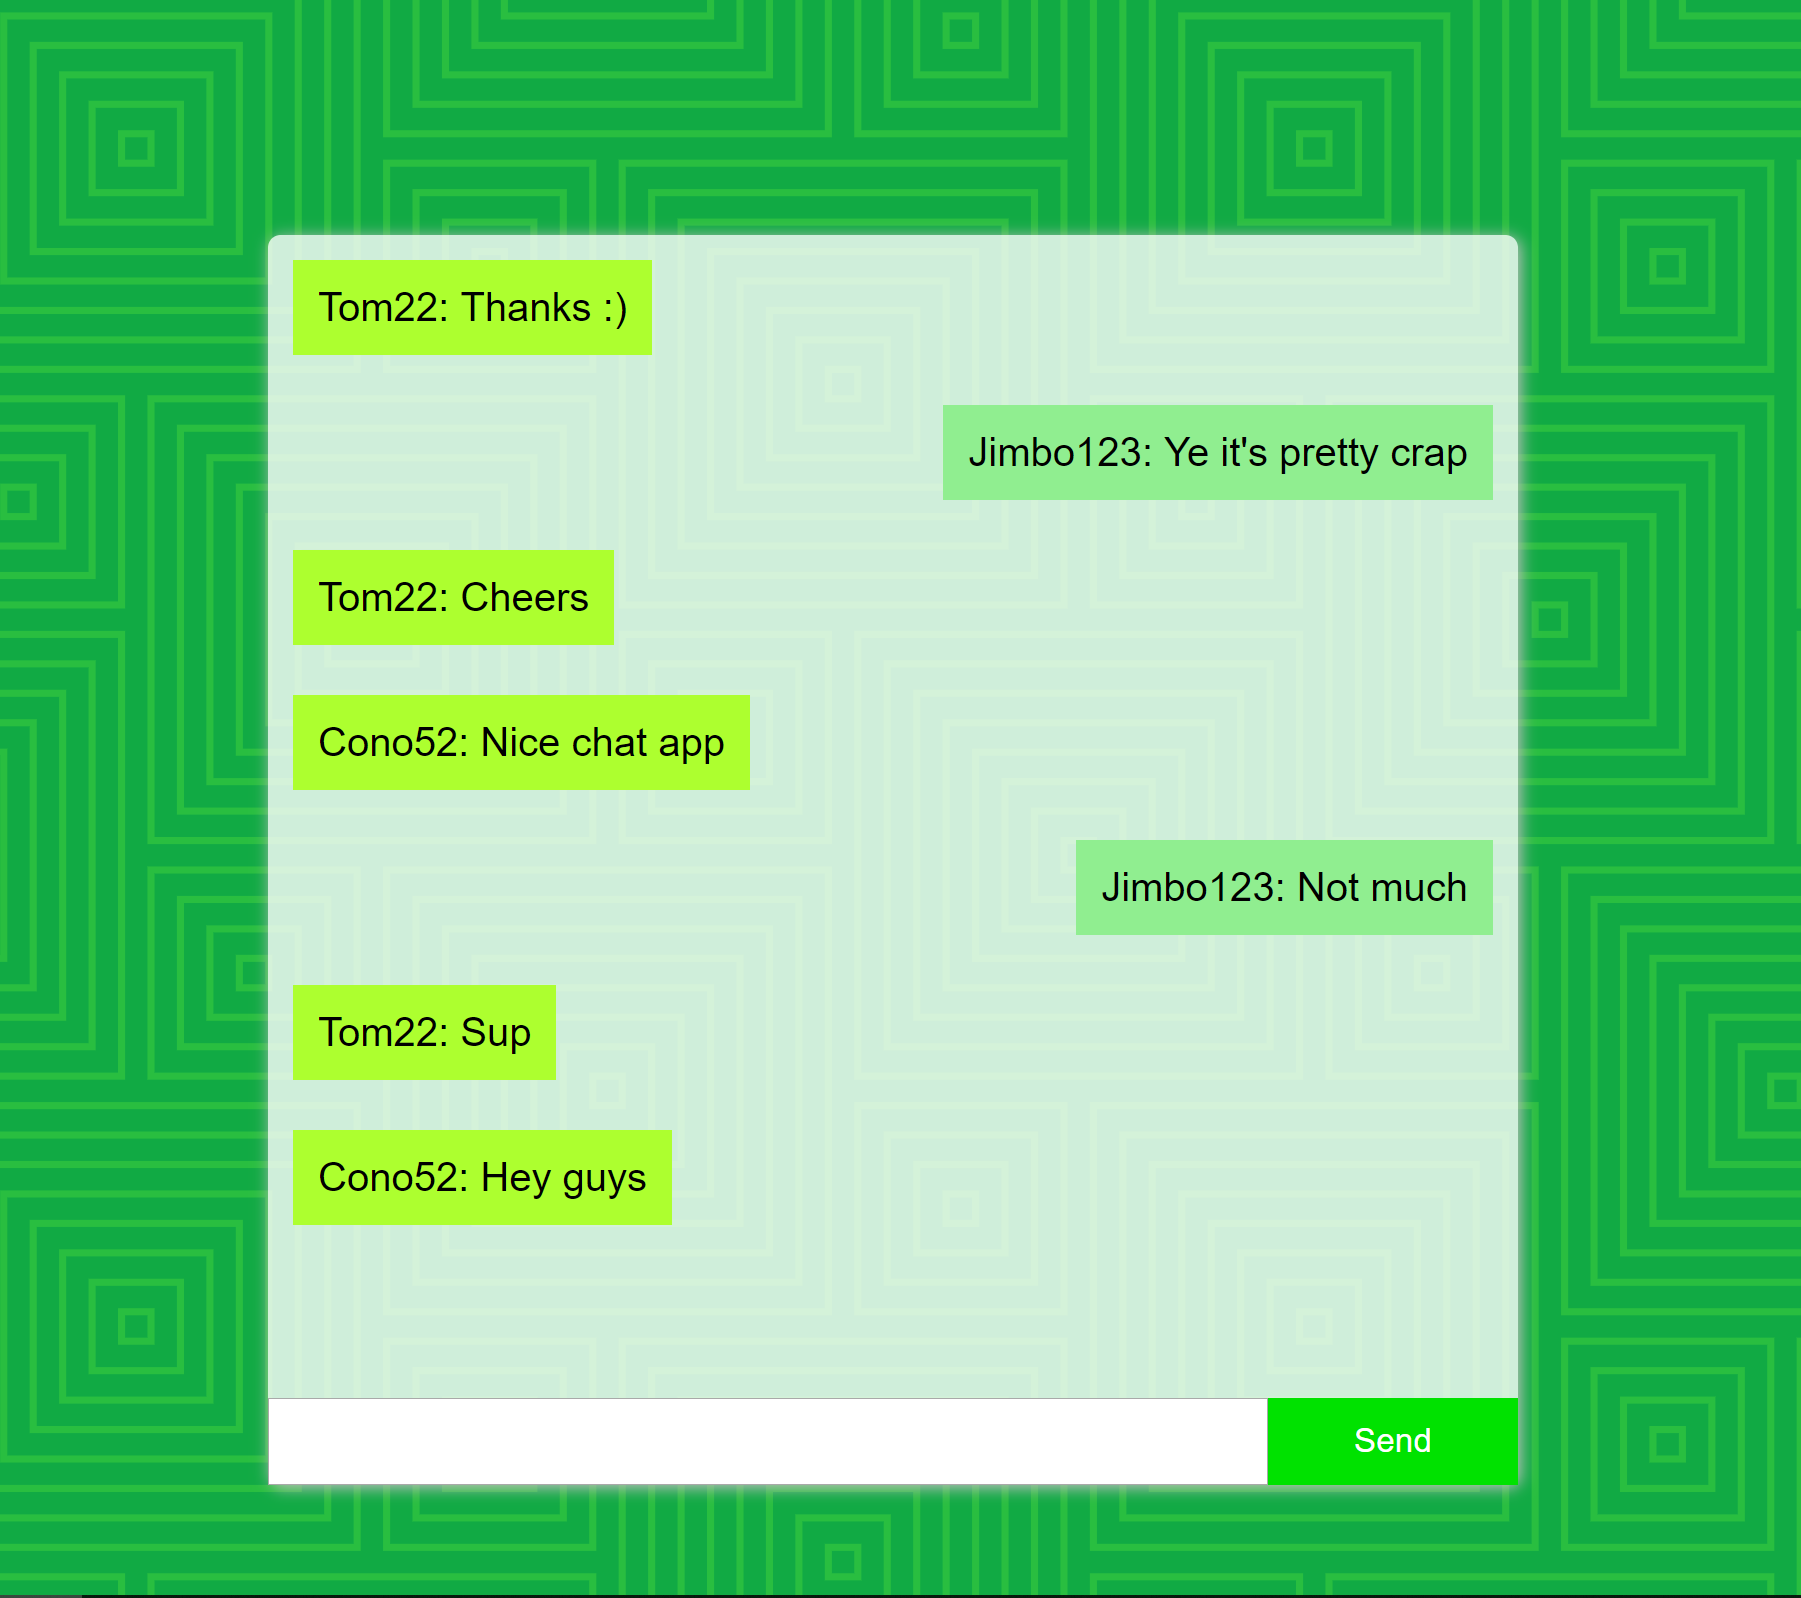 Tom22: Thanks :)
Jimbo123: Ye it's pretty crap
Tom22: Cheers
Cono52: Nice chat app
Jimbo123: Not much
Tom22: Sup
Cono52: Hey guys
Send